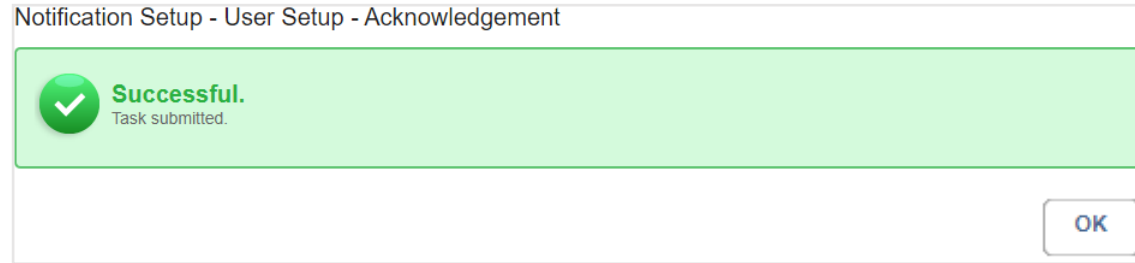 Notification Setup - User Setup - Acknowledgement
Successful.
Task submitted.
OK